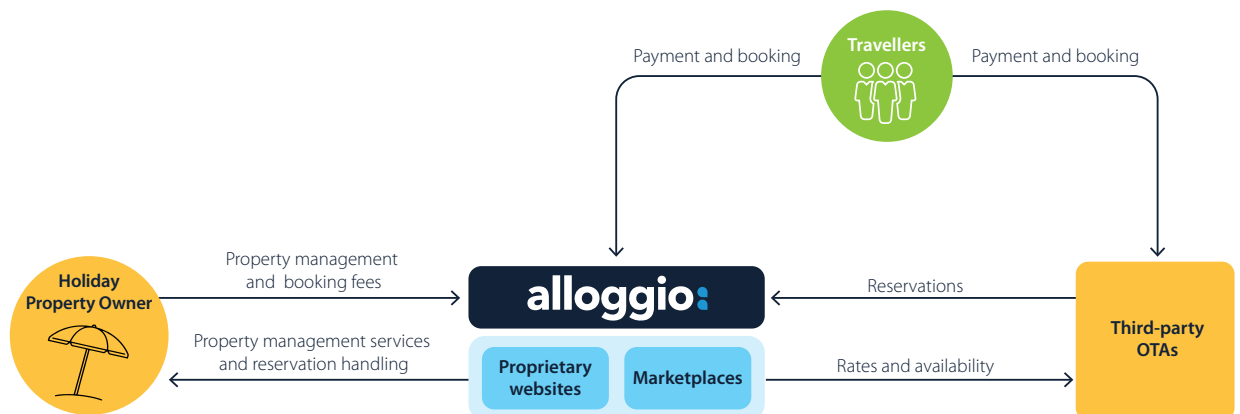 Travellers
Payment and booking
Payment and booking
Holiday
Property Owner
Property management
and booking fees
alloggio:
Reservations
Property management services
and reservation handling
Proprietary
websites
Marketplaces
Rates and availability
Third-party
OTAs